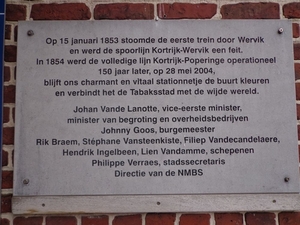 Op 15 januari 1853 stoomde de eerste trein door Wervik
en werd de spoorlijn Kortrijk-Wervik een feit.
In 1854 werd de volledige lijn Kortrijk-Poperinge operationeel
150 jaar later, op 28 mei 2004,
blijft ons charmant en vitaal stationnetje de buurt kleuren
en verbindt het de Tabaksstad met de wijde wereld.
Johan Vande Lanotte, vice-eerste minister,
minister van begroting en overheidsbedrijven
Johnny Goos, burgemeester
Rik Braem, Stéphane Vansteenkiste, Filiep Vandecandelaere,
Hendrik Ingelbeen, Lien Vandamme, schepenen
Philippe Verraes, stadssecretaris
Directie van de NMBS